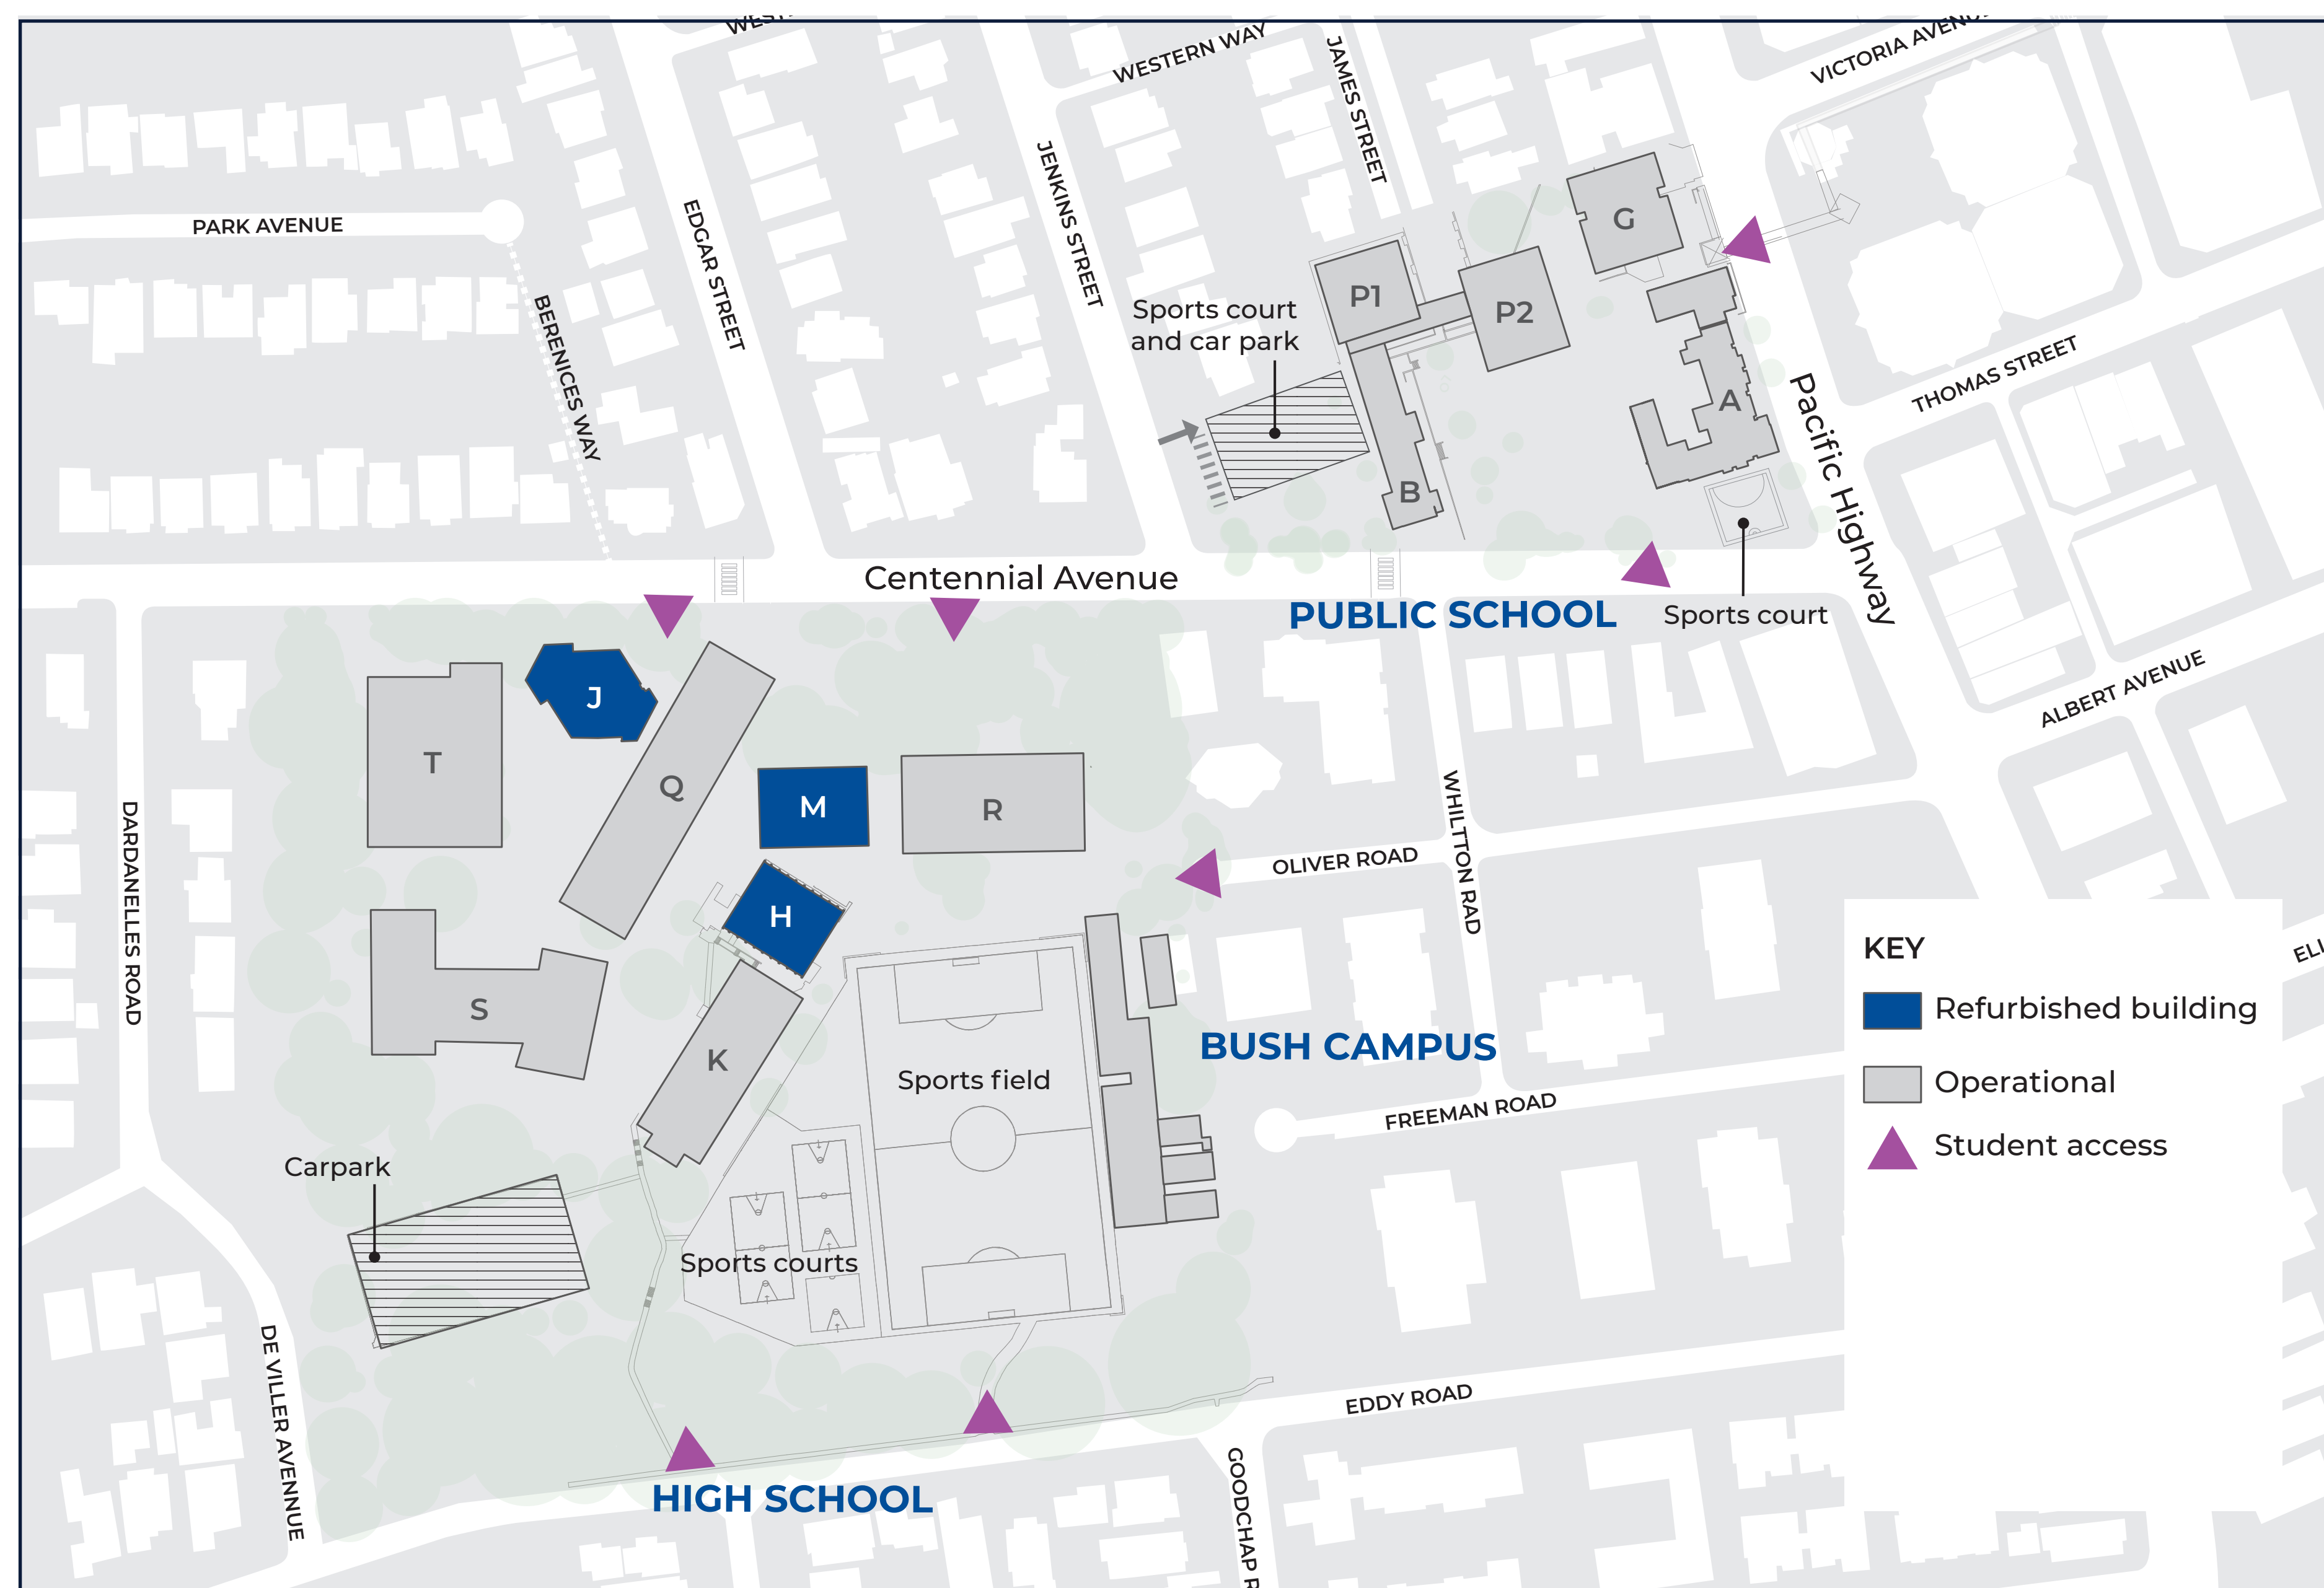 WESTERN WAY
JAMES STREET
VICTORIA AVENUE
PARK AVENUE
EDGAR STREET
JENKINS STREET
BERENICES WAY
G
P1
P2
Sports court
and car park
A
B
THOMAS STREET
Pacific Highway
Centennial Avenue
PUBLIC SCHOOL
Sports court
ALBERT AVENUE
J
T
Q
M
R
H
S
K
DARDANELLES ROAD
WHILTTON RAD
OLIVER ROAD
BUSH CAMPUS
Sports field
FREEMAN ROAD
Carpark
Sports courts
DE VILLER AVENNUE
EDDY ROAD
GOODCHAP R
HIGH SCHOOL
KEY
Refurbished building
Operational
Student access